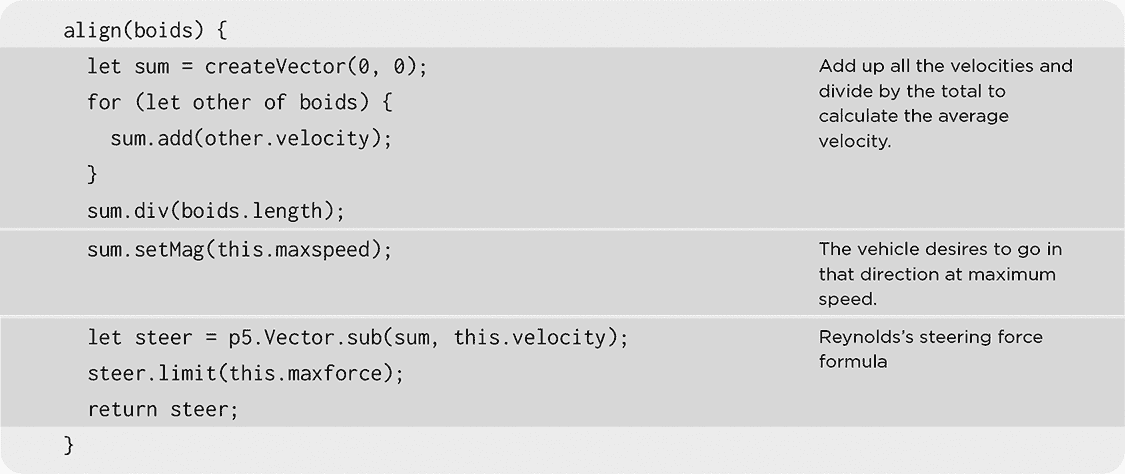 align(boids) {
let sum = createVector(0, 0);
for (let other of boids) {
sum.add(other.velocity);
}
sum.div(boids.length);
Add up all the velocities and
divide by the total to
calculate the average
velocity.
sum.setMag(this.maxspeed);
The vehicle desires to go in
that direction at maximum
speed.
let steer = p5.Vector.sub(sum, this.velocity);
steer.limit(this.maxforce);
return steer;
Reynolds’s steering force
formula
}